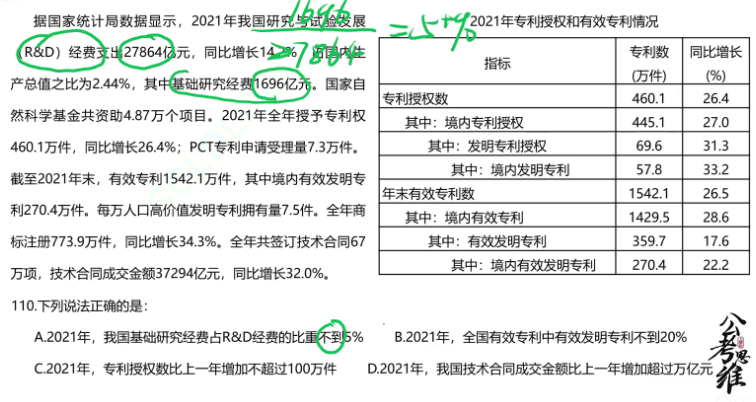 据国家统计局数据显示，2021年我国研究与试验发展
（R&D）经费支出27864亿元，同比增长14.2%，与国内生
产总值之比为2.44%，其中基础研究经费1696亿元。国家自
然科学基金共资助4.87万个项目。2021年全年授予专利权
460.1万件，同比增长26.4%；PCT专利申请受理量7.3万件。
截至2021年末，有效专利1542.1万件，其中境内有效发明专
利270.4万件。每万人口高价值发明专利拥有量7.5件。全年商
标注册773.9万件，同比增长34.3%。全年共签订技术合同67
万项，技术合同成交金额37294亿元，同比增长32.0%。
1696
27864
=5+%
2021年专利授权和有效专利情况
指标 专利数（万件） 同比增长（%）
专利授权数 460.1 26.4
其中：境内专利授权 445.1 27.0
其中：发明专利授权 69.6 31.3
其中：境内发明专利 57.8 33.2
年末有效专利数 1542.1 26.5
其中：境内有效专利 1429.5 28.6
其中：有效发明专利 359.7 17.6
其中：境内有效发明专利 270.4 22.2
110.下列说法正确的是：
A.2021年，我国基础研究经费占R&D经费的比重不到5%
B.2021年，全国有效专利中有效发明专利不到20%
C.2021年，专利授权数比上一年增加不超过100万件
D.2021年，我国技术合同成交金额比上一年增加超过万亿元
公考思维